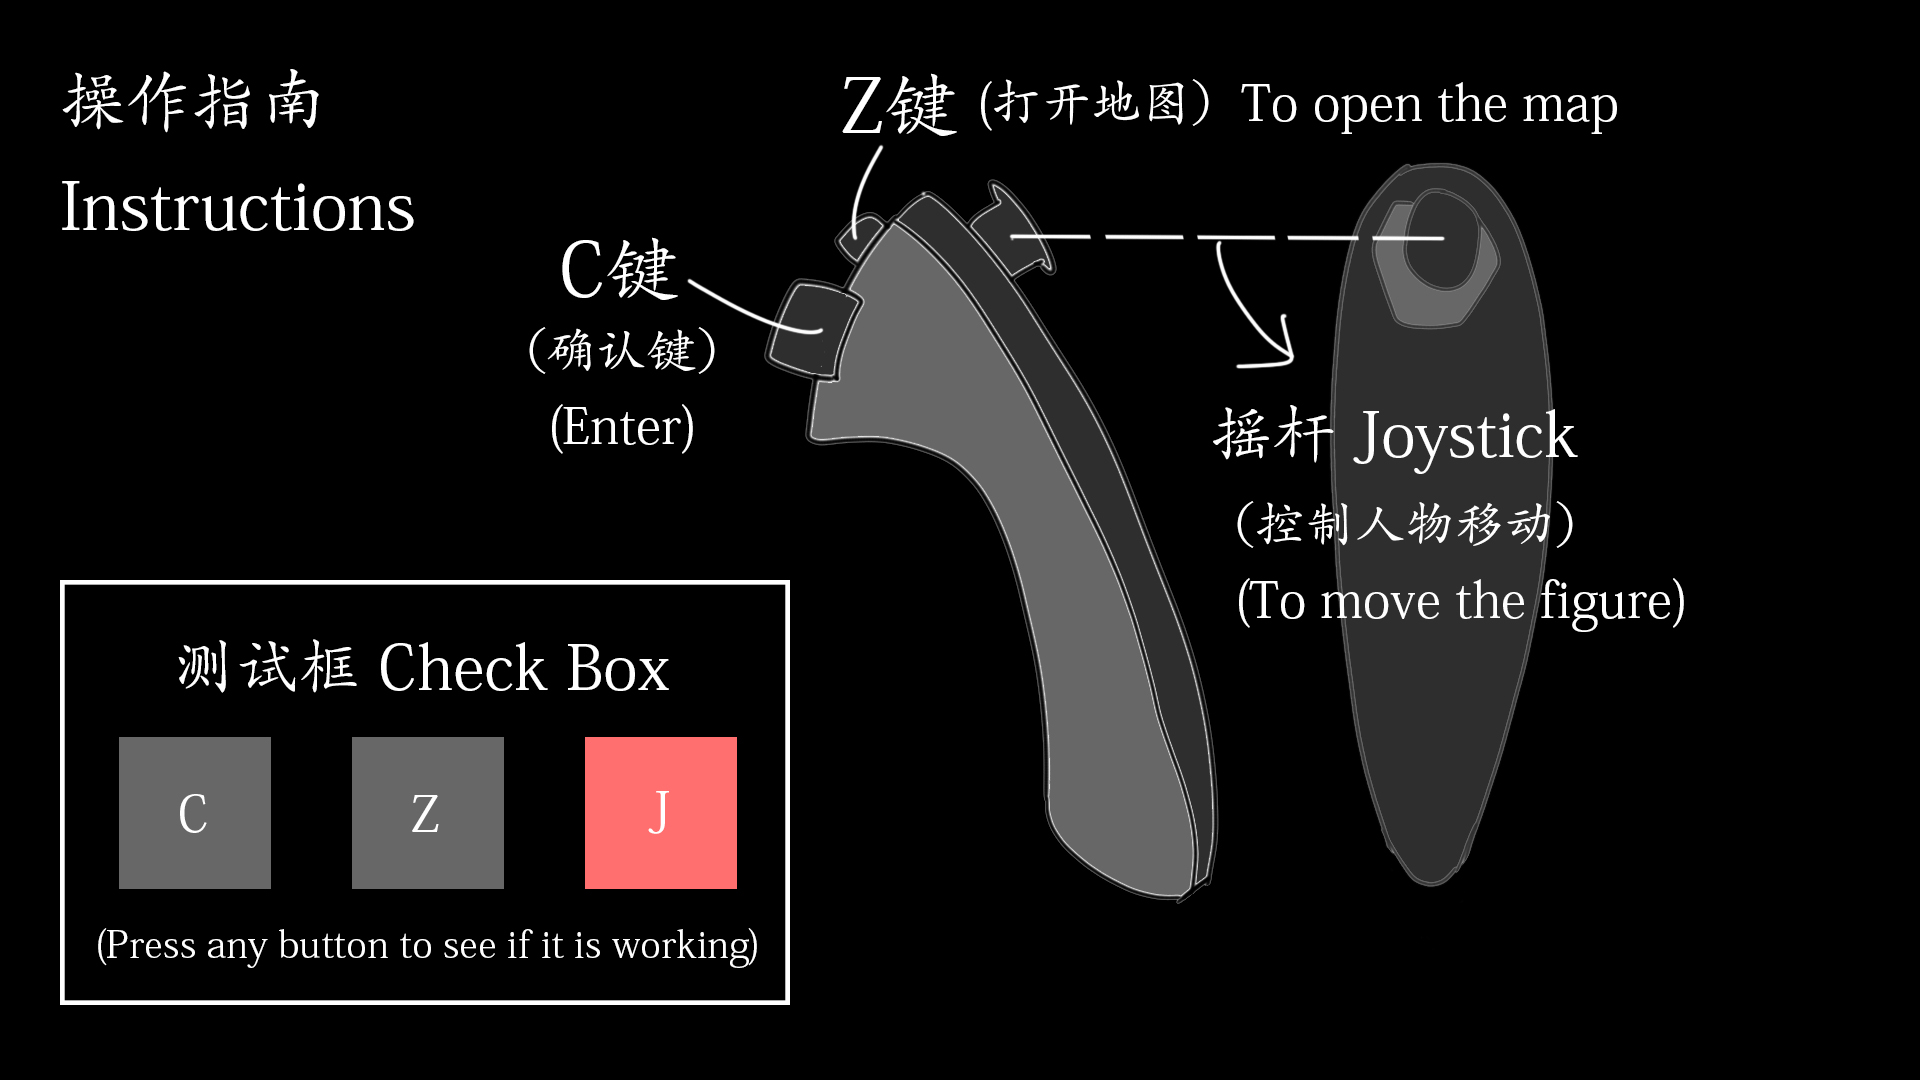 操作指南
Instructions
Z键 (打开地图）To open the map
C键
（确认键）
(Enter)
摇杆 Joystick
（控制人物移动）
(To move the figure)
测试框 Check Box
C
Z
J
(Press any button to see if it is working)